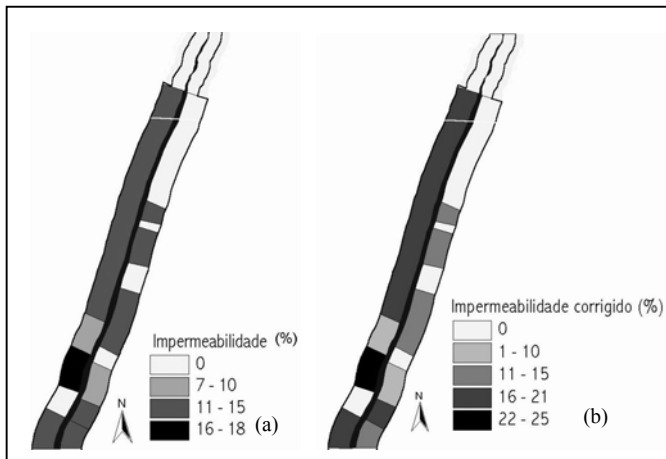 Impermeabilidade (%)
0
7 - 10
11 - 15
16 - 18
N
(a)
Impermeabilidade corrigido (%)
0
1 - 10
11 - 15
16 - 21
22 - 25
N
(b)